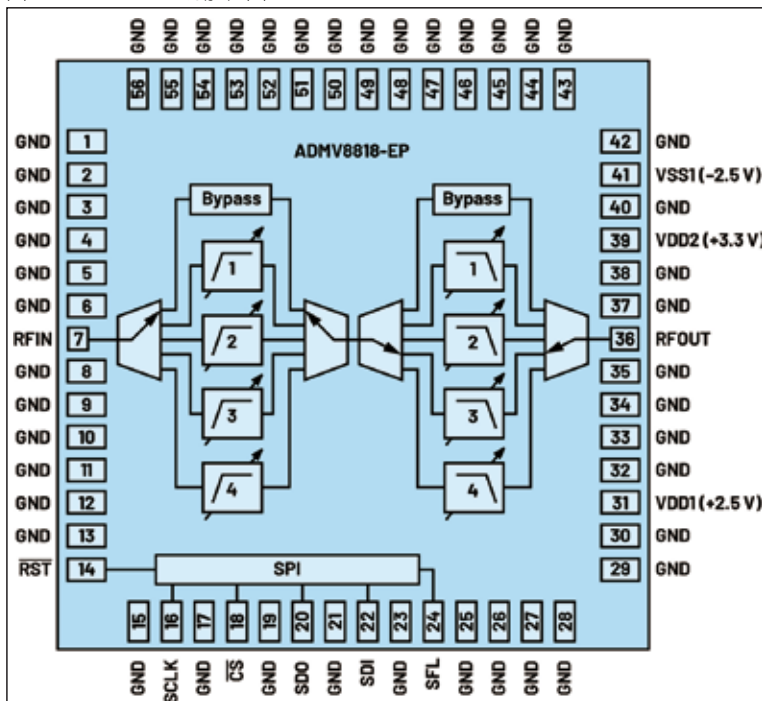 GND GND GND GND GND GND GND GND GND GND GND GND GND GND
56 55 54 53 52 51 50 49 48 47 46 45 44 43
ADMV8818-EP
GND 1
GND 2
GND 3
GND 4
GND 5
GND 6
RFIN 7
GND 8
GND 9
GND 10
GND 11
GND 12
GND 13
RST 14
Bypass
1
2
3
4
Bypass
1
2
3
4
42 GND
41 VSS1 (−2.5 V)
40 GND
39 VDD2 (+3.3 V)
38 GND
37 GND
36 RFOUT
35 GND
34 GND
33 GND
32 GND
31 VDD1 (+2.5 V)
30 GND
29 GND
SPI
15 16 17 18 19 20 21 22 23 24 25 26 27 28
GND SCLK GND CS GND SDO GND SDI GND SFL GND GND GND GND